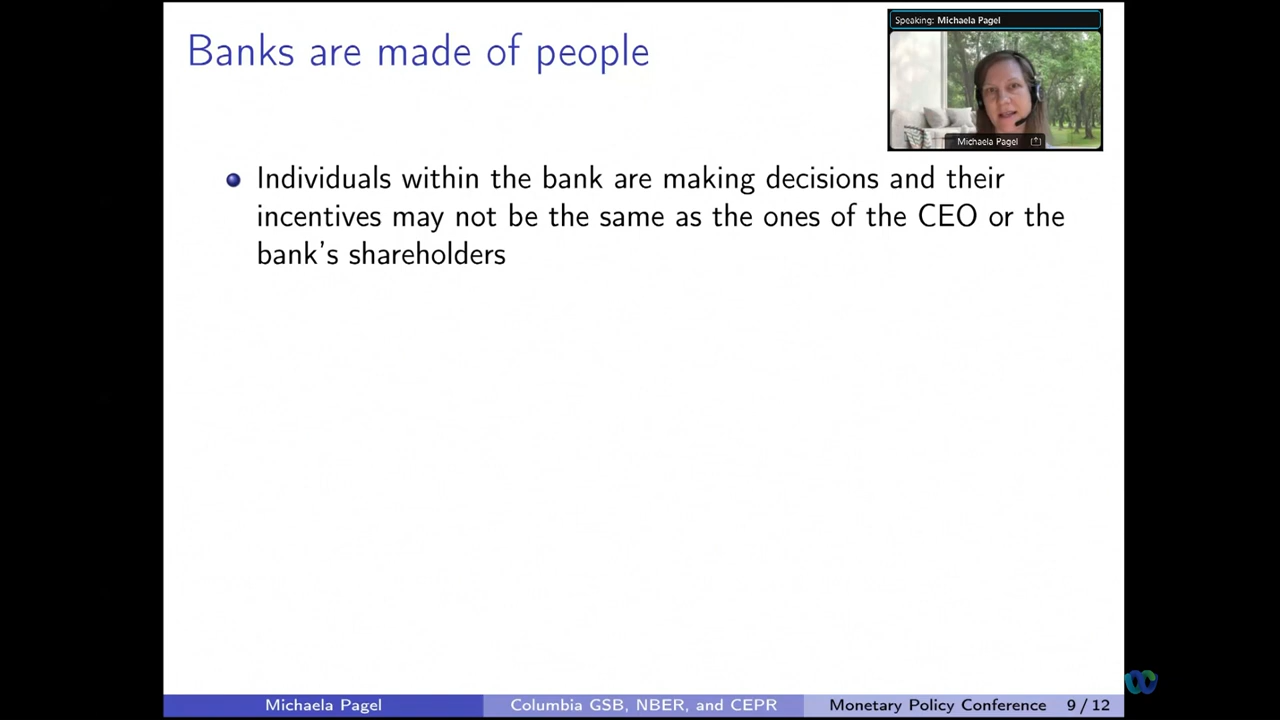 Banks are made of people
Speaking: Michaela Pagel
Michaela Pagel
Individuals within the bank are making decisions and their
incentives may not be the same as the ones of the CEO or the
bank's shareholders
Michaela Pagel
Columbia GSB, NBER, and CEPR
Monetary Policy Conference 9 / 12